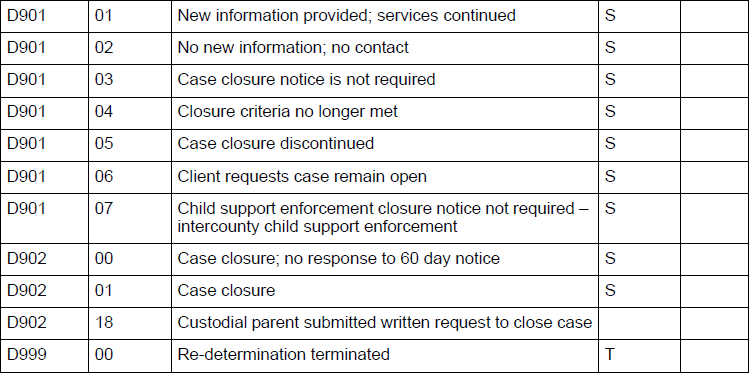 D901 01 New information provided; services continued S
D901 02 No new information; no contact S
D901 03 Case closure notice is not required S
D901 04 Closure criteria no longer met S
D901 05 Case closure discontinued S
D901 06 Client requests case remain open S
D901 07 Child support enforcement closure notice not required – S
intercounty child support enforcement
D902 00 Case closure; no response to 60 day notice S
D902 01 Case closure S
D902 18 Custodial parent submitted written request to close case
D999 00 Re-determination terminated T